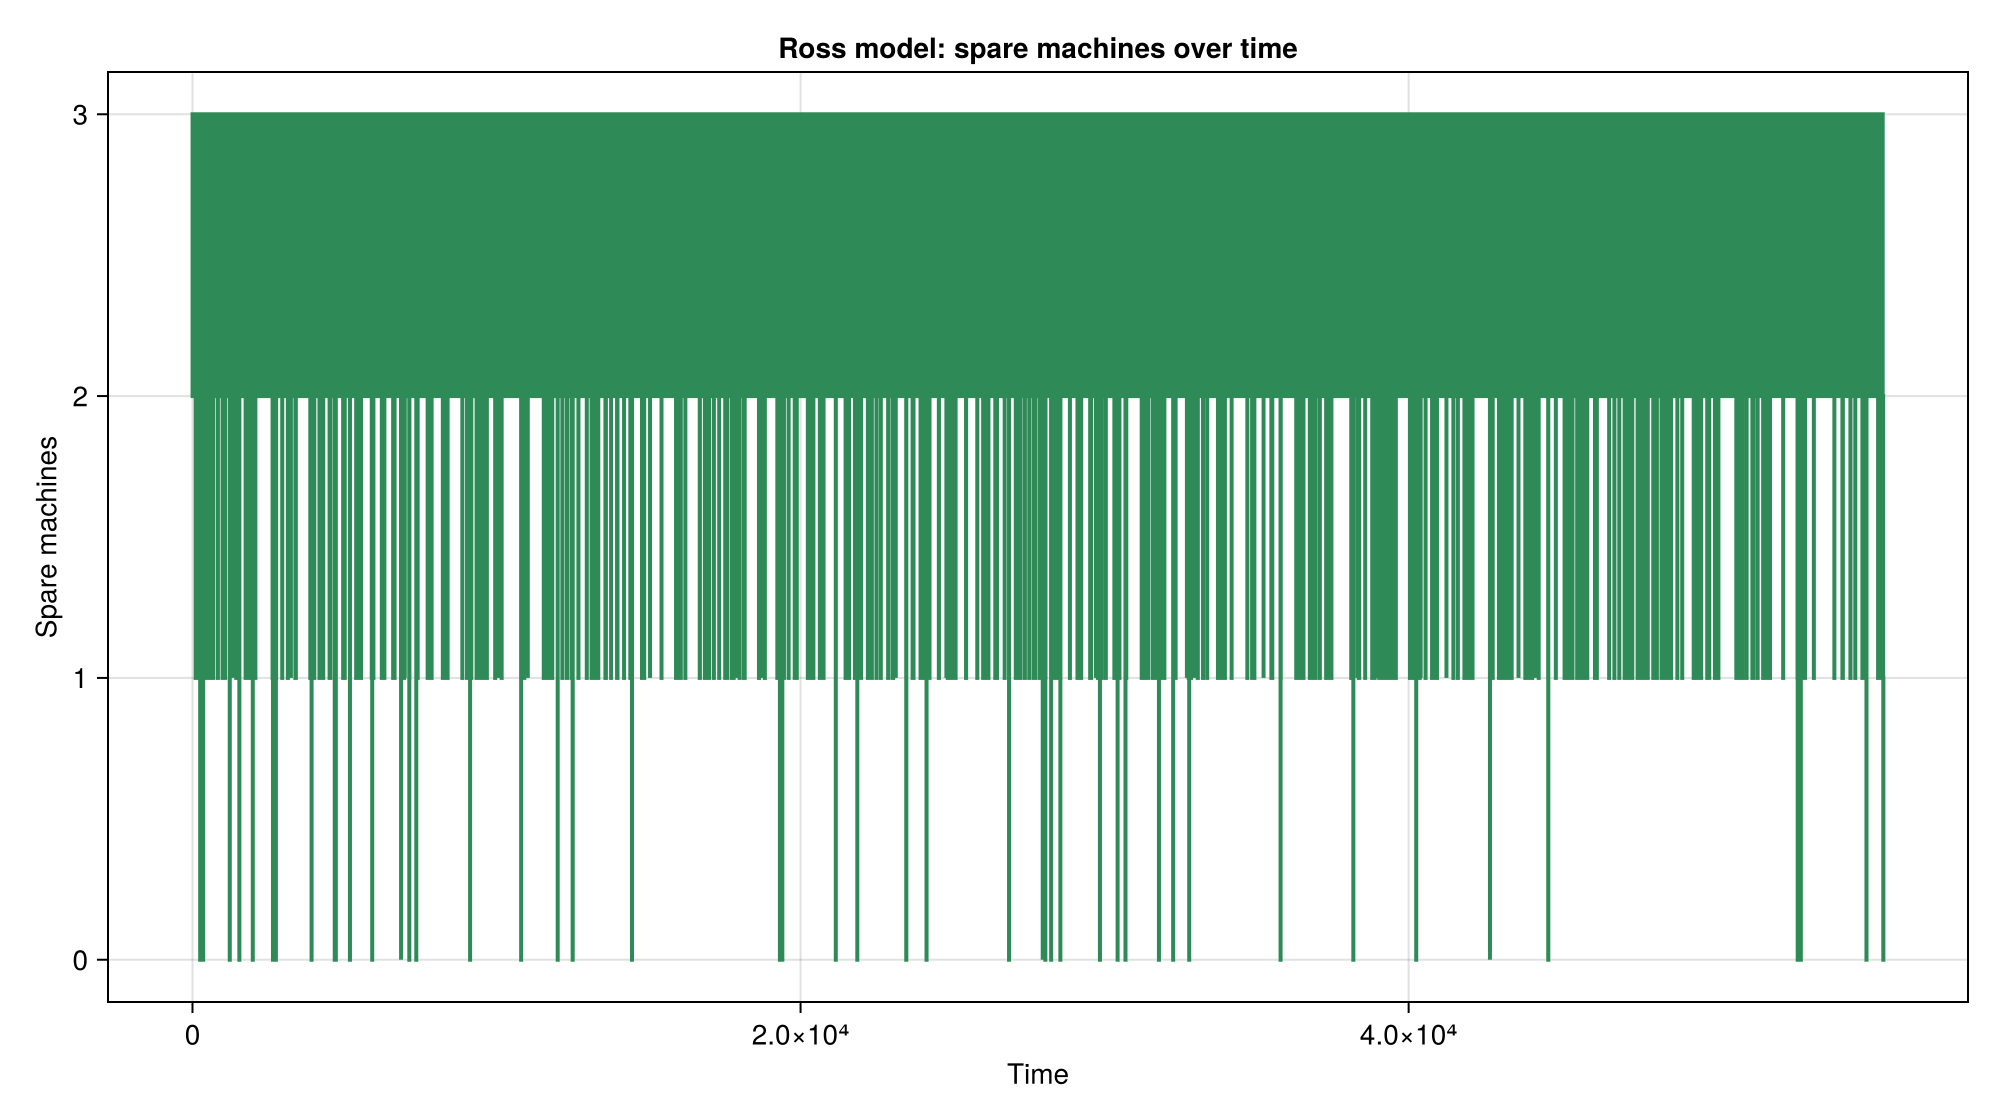 Ross model: spare machines over time
Spare machines
3
2
1
0
0
2.0×10⁴
4.0×10⁴
Time